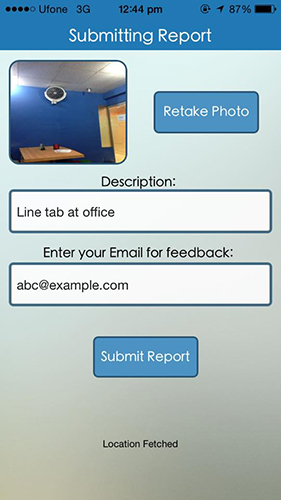 Ufone 3G 12:44 pm 87%
Submitting Report
Retake Photo
Description:
Line tab at office
Enter your Email for feedback:
abc@example.com
Submit Report
Location Fetched